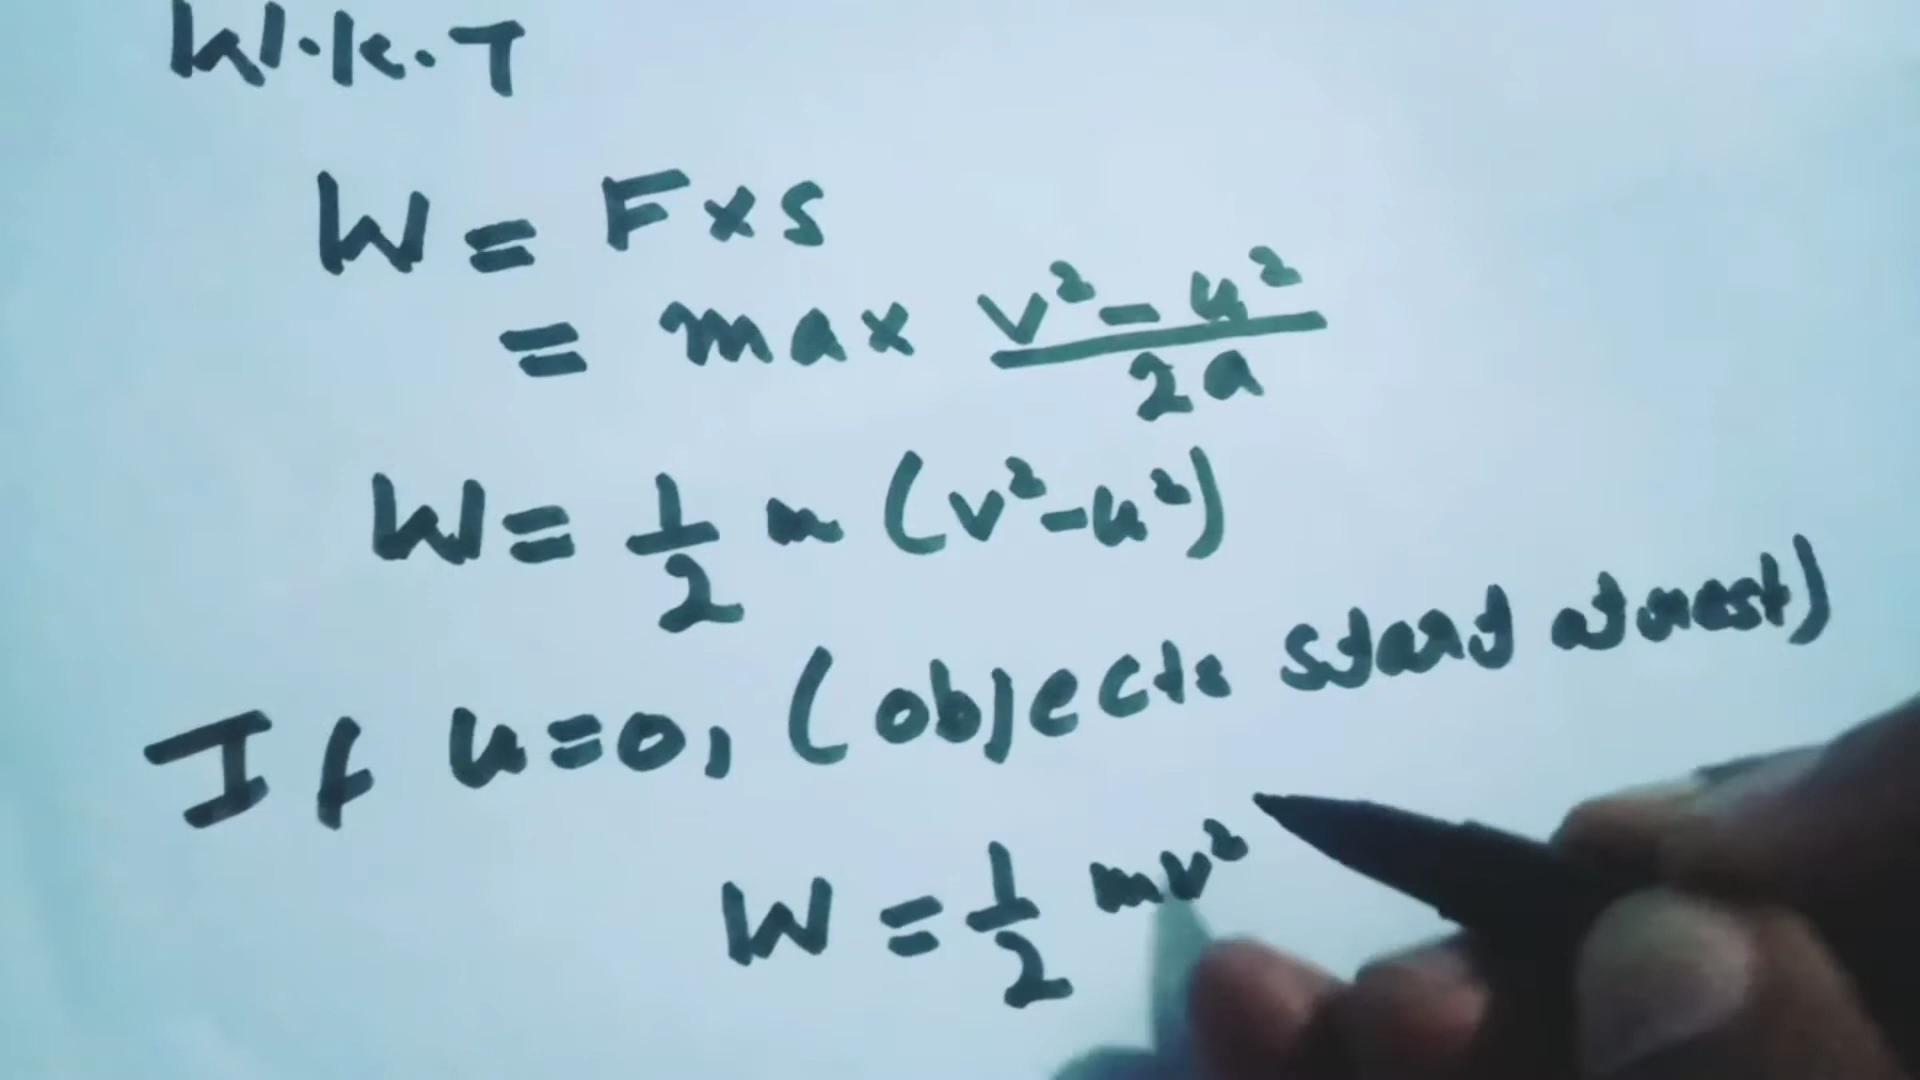 W.K.T
W = F×s
= ma× v²-u²/2a
W = 1/2 m (v²-u²)
If u=0, (objects start at rest)
W = 1/2 mv²